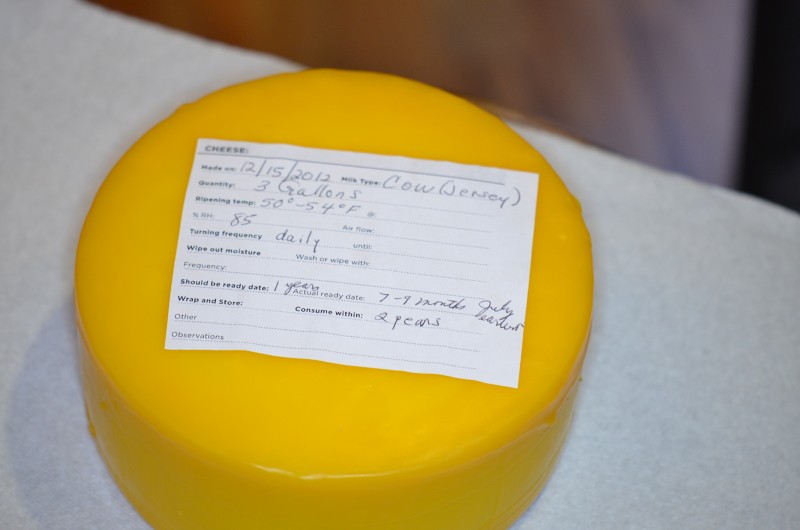 CHEESE:
Made on: 12/15/2012 Milk Type: Cow (Jersey)
Quantity: 3 Gallons
Ripening temp: 50°-54°F @
% RH: 85 Air flow:
Turning frequency daily until:
Wipe out moisture Wash or wipe with:
Frequency:
Should be ready date: 1 year Actual ready date: 7-9 months July earliest
Wrap and Store: Consume within: 2 years
Other
Observations